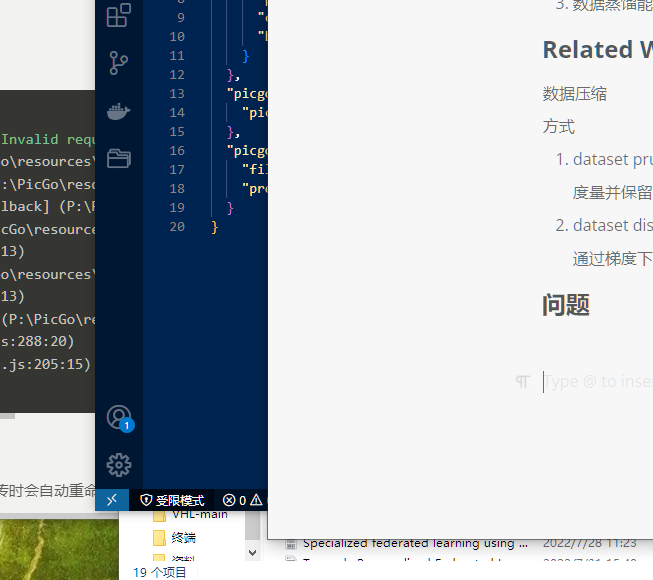 Invalid requ
o\resources\
:\PicGo\reso
lback] (P:\P
cGo\resource
13)
o\resources\
13)
(P:\PicGo\re
s:288:20)
.js:205:15)
传时会自动重命
9
10
11 }
12 },
13 "picgo
14 "pic
15 },
16 "picgo
17 "fil
18 "pre
19 }
20 }
1
受限模式
0
3. 数据蒸馏能
Related W
数据压缩
方式
1. dataset pru
度量并保留
2. dataset dis
通过梯度下
问题
Type @ to inser
VHL-main
终端
资料
19 个项目
Specialized federated learning using ...
2022/7/28 11:23